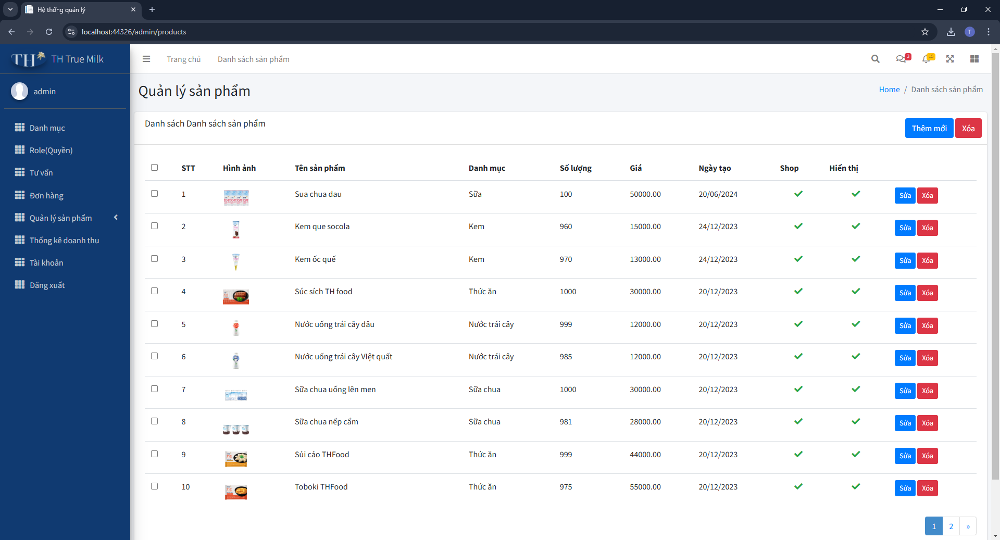 Hệ thống quản lý
localhost:44326/admin/products
T
TH TH True Milk
Trang chủ Danh sách sản phẩm
3 15
admin
Quản lý sản phẩm
Home / Danh sách sản phẩm
Danh mục
Role(Quyền)
Tư vấn
Đơn hàng
Quản lý sản phẩm
Thống kê doanh thu
Tài khoản
Đăng xuất
Danh sách Danh sách sản phẩm
Thêm mới Xóa
STT Hình ảnh Tên sản phẩm Danh mục Số lượng Giá Ngày tạo Shop Hiển thị
1 Sua chua dau Sữa 100 50000.00 20/06/2024 Sửa Xóa
2 Kem que socola Kem 960 15000.00 24/12/2023 Sửa Xóa
3 Kem ốc quế Kem 970 13000.00 24/12/2023 Sửa Xóa
4 Súc sích TH food Thức ăn 1000 30000.00 20/12/2023 Sửa Xóa
5 Nước uống trái cây dâu Nước trái cây 999 12000.00 20/12/2023 Sửa Xóa
6 Nước uống trái cây VIệt quất Nước trái cây 985 12000.00 20/12/2023 Sửa Xóa
7 Sữa chua uống lên men Sữa chua 1000 30000.00 20/12/2023 Sửa Xóa
8 Sữa chua nếp cẩm Sữa chua 981 28000.00 20/12/2023 Sửa Xóa
9 Sủi cảo THFood Thức ăn 999 44000.00 20/12/2023 Sửa Xóa
10 Toboki THFood Thức ăn 975 55000.00 20/12/2023 Sửa Xóa
1 2 »